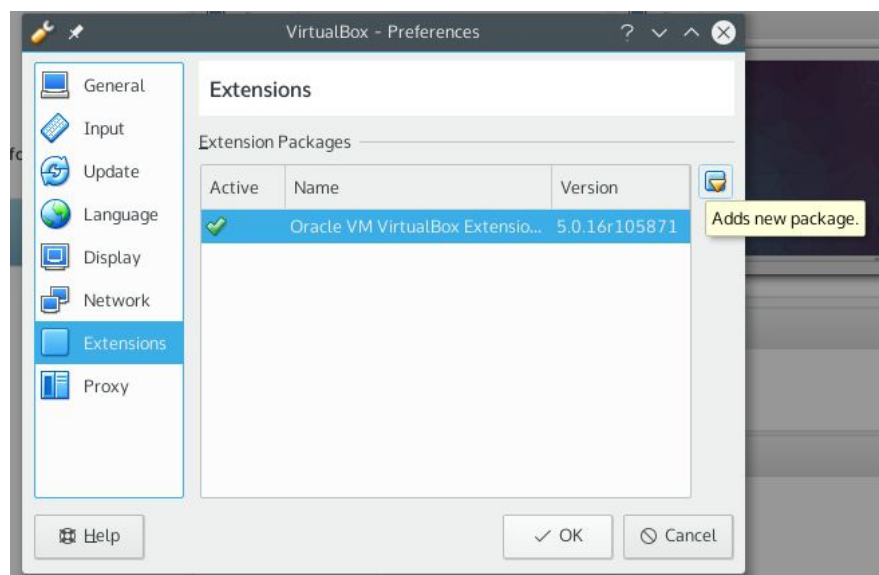 VirtualBox - Preferences
General
Input
Update
Language
Display
Network
Extensions
Proxy
Extensions
Extension Packages
Active Name Version
Oracle VM VirtualBox Extensio... 5.0.16r105871
Adds new package.
Help
OK
Cancel